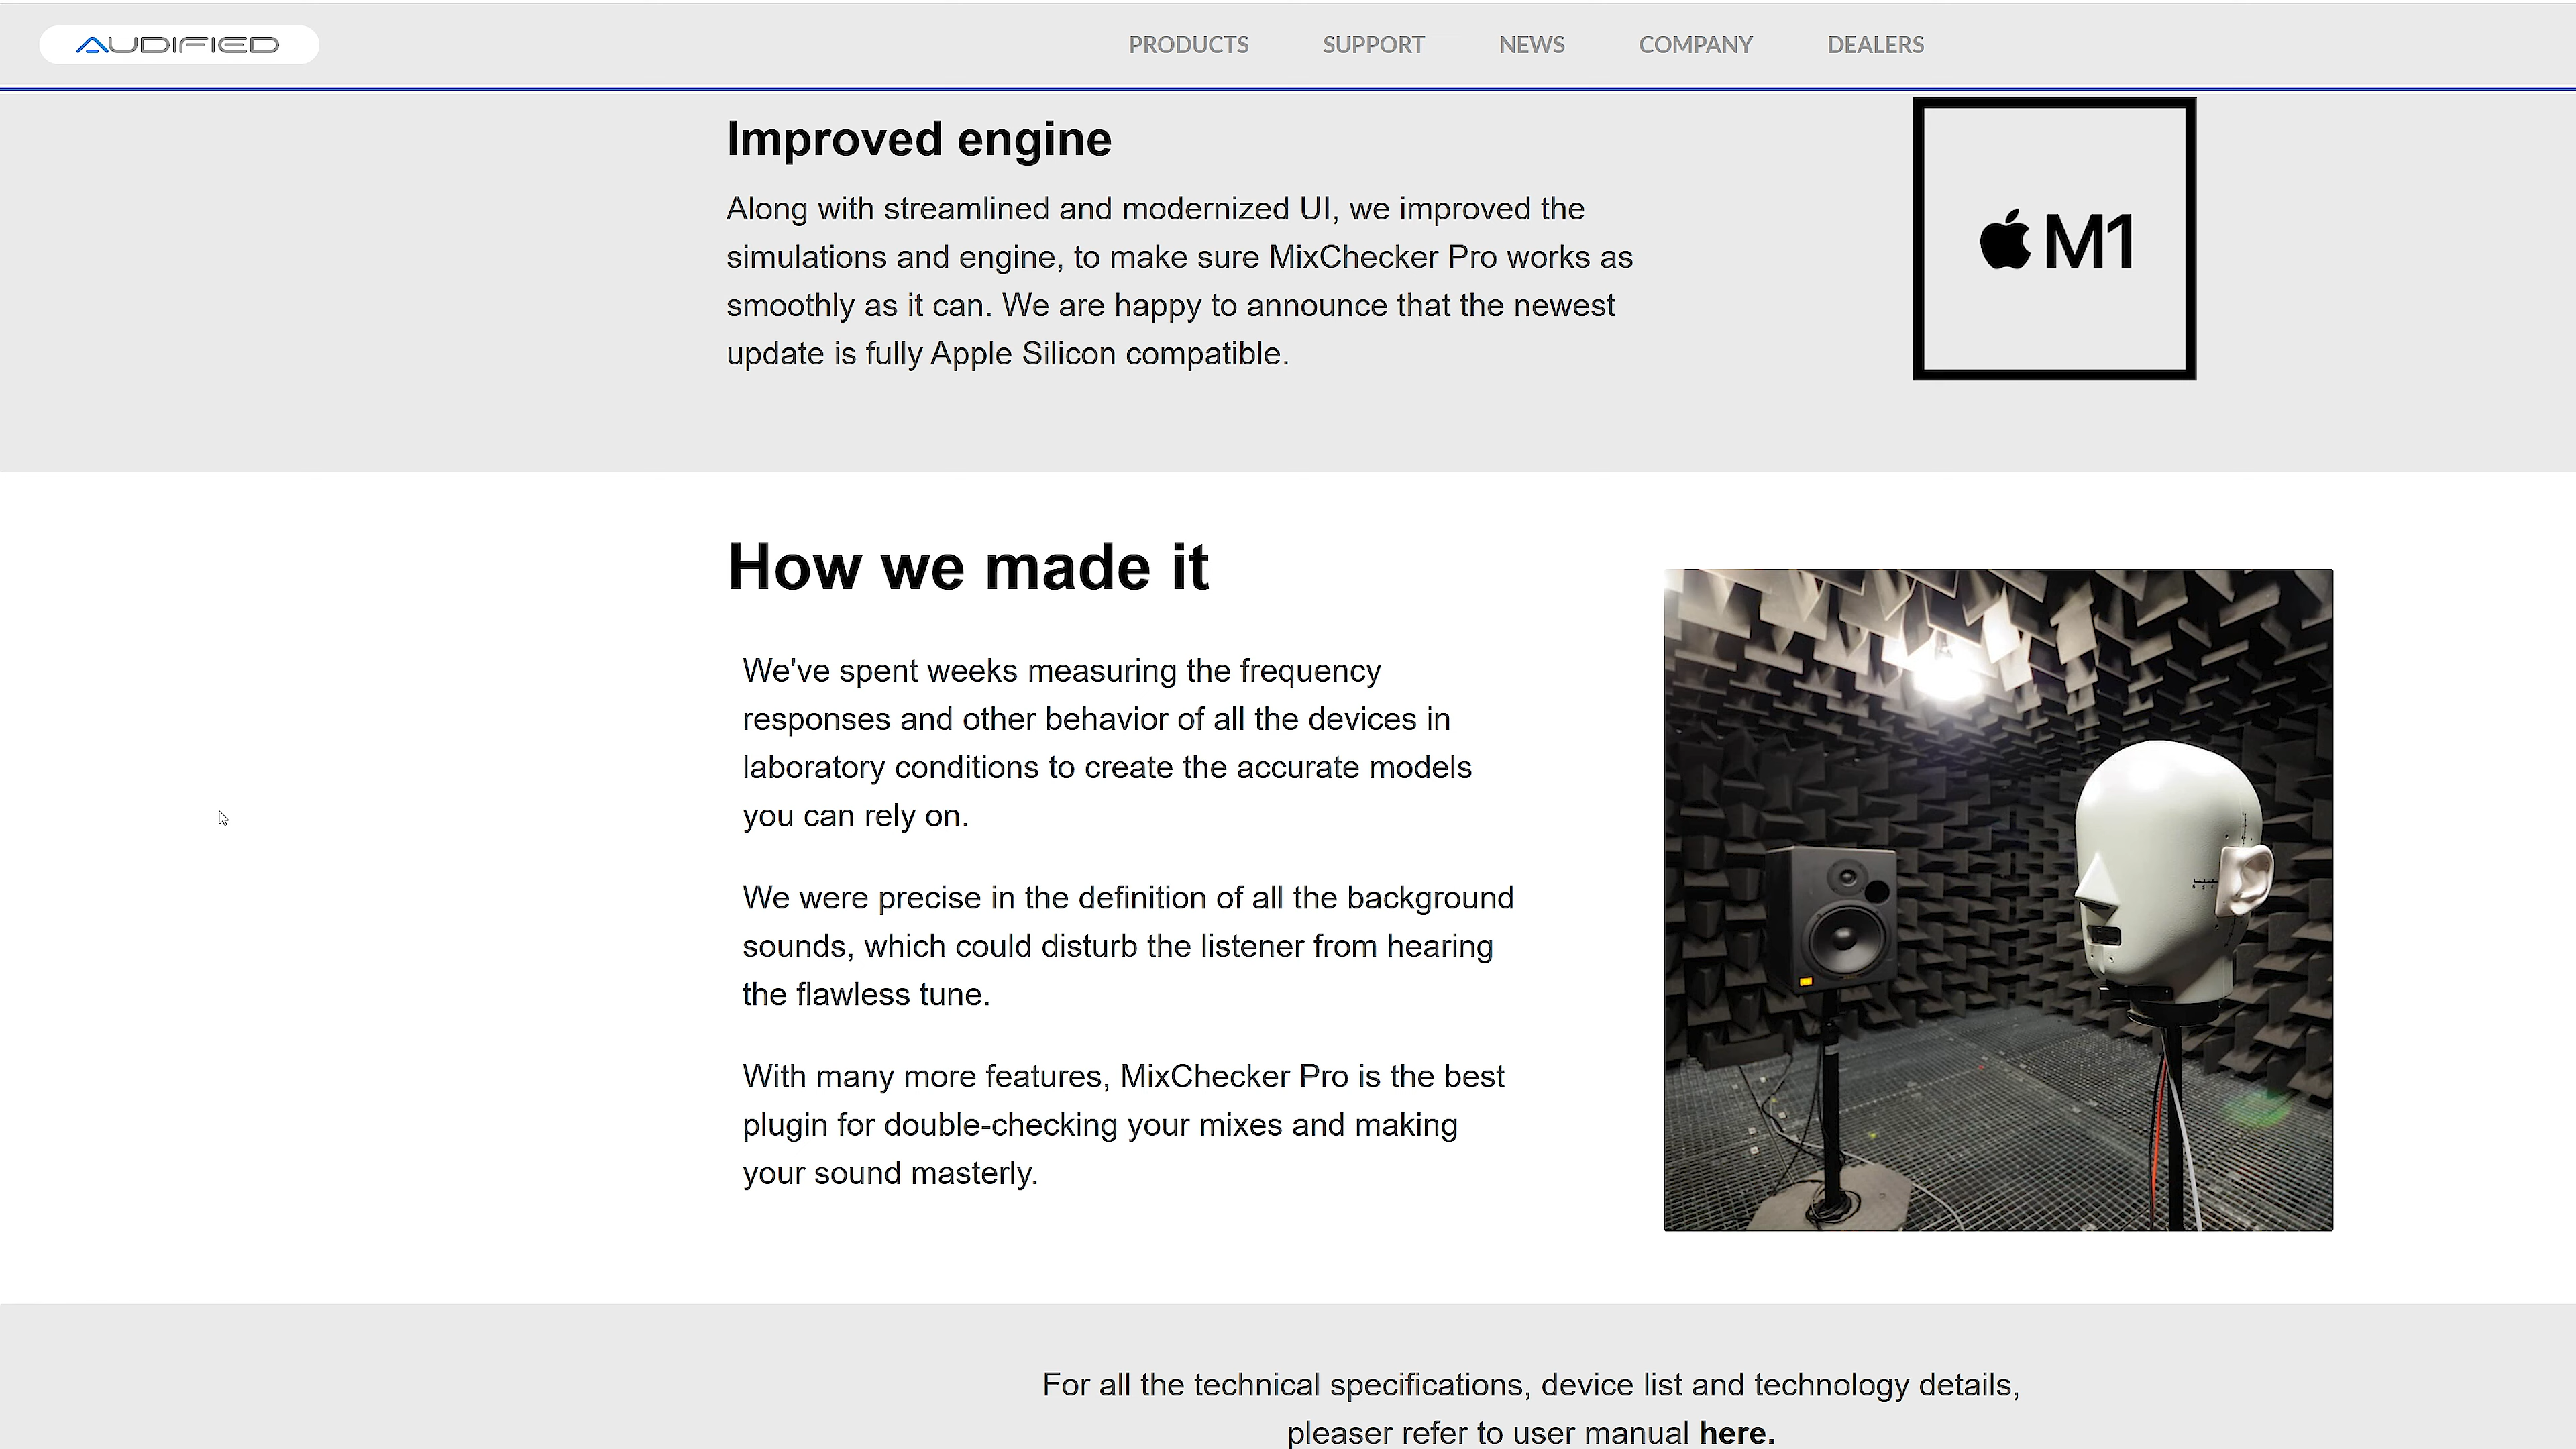 AUDIFIED
PRODUCTS SUPPORT NEWS COMPANY DEALERS
Improved engine
Along with streamlined and modernized UI, we improved the
simulations and engine, to make sure MixChecker Pro works as
smoothly as it can. We are happy to announce that the newest
update is fully Apple Silicon compatible.
M1
How we made it
We've spent weeks measuring the frequency
responses and other behavior of all the devices in
laboratory conditions to create the accurate models
you can rely on.
We were precise in the definition of all the background
sounds, which could disturb the listener from hearing
the flawless tune.
With many more features, MixChecker Pro is the best
plugin for double-checking your mixes and making
your sound masterly.
For all the technical specifications, device list and technology details,
pleaser refer to user manual here.